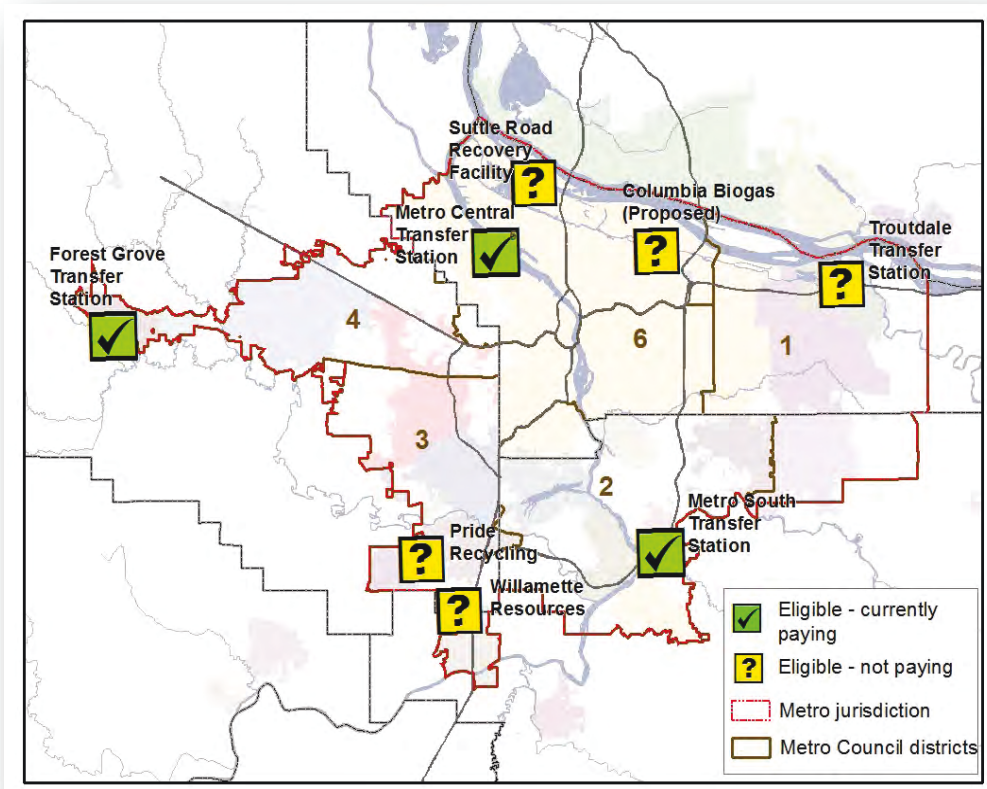 Suttle Road
Recovery
Facility
?
Columbia Biogas
(Proposed)
?
Metro Central
Transfer
Station
Troutdale
Transfer
Station
?
Forest Grove
Transfer
Station
4
6
1
3
2
Metro South
Transfer
Station
Pride
Recycling
?
Willamette
Resources
?
Eligible - currently
paying
? Eligible - not paying
Metro jurisdiction
Metro Council districts